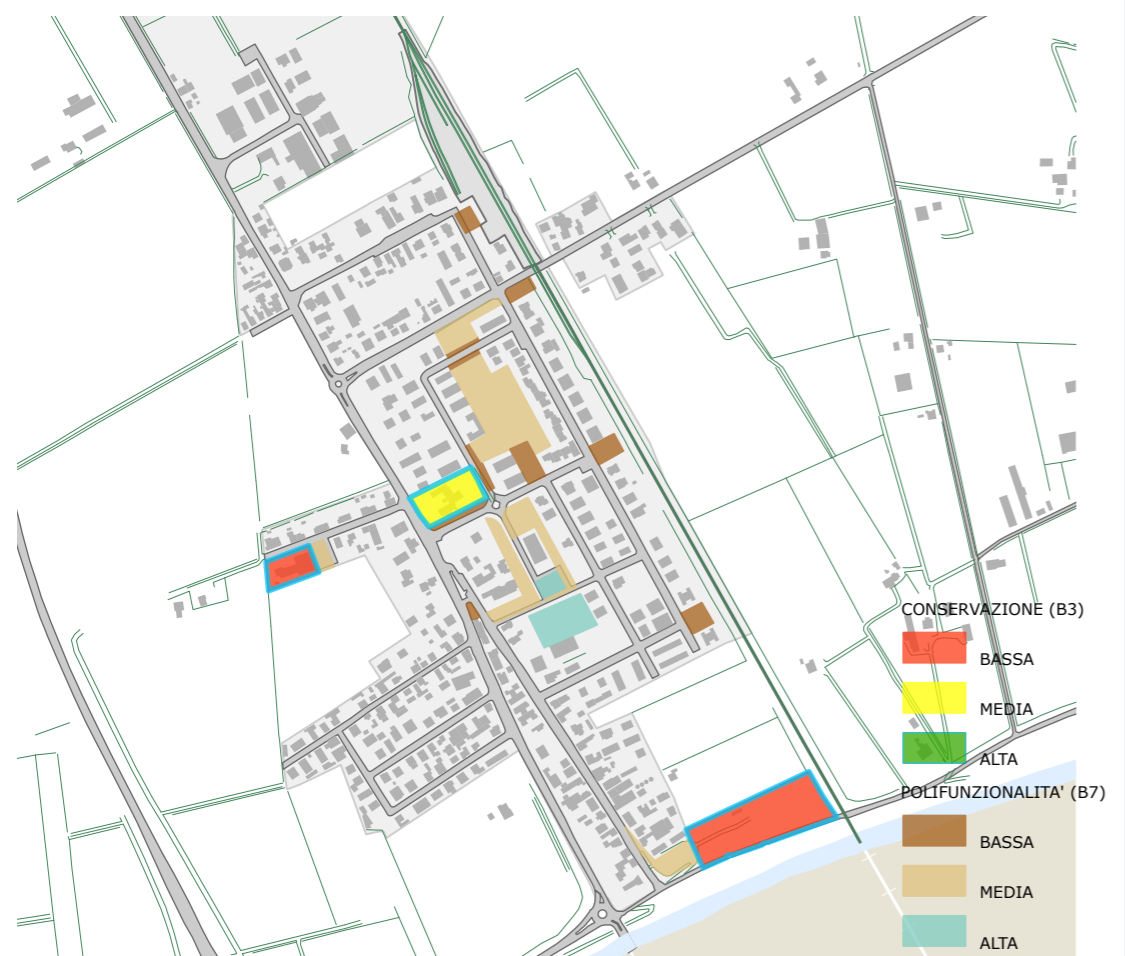 CONSERVAZIONE (B3)
BASSA
MEDIA
ALTA
POLIFUNZIONALITA' (B7)
BASSA
MEDIA
ALTA